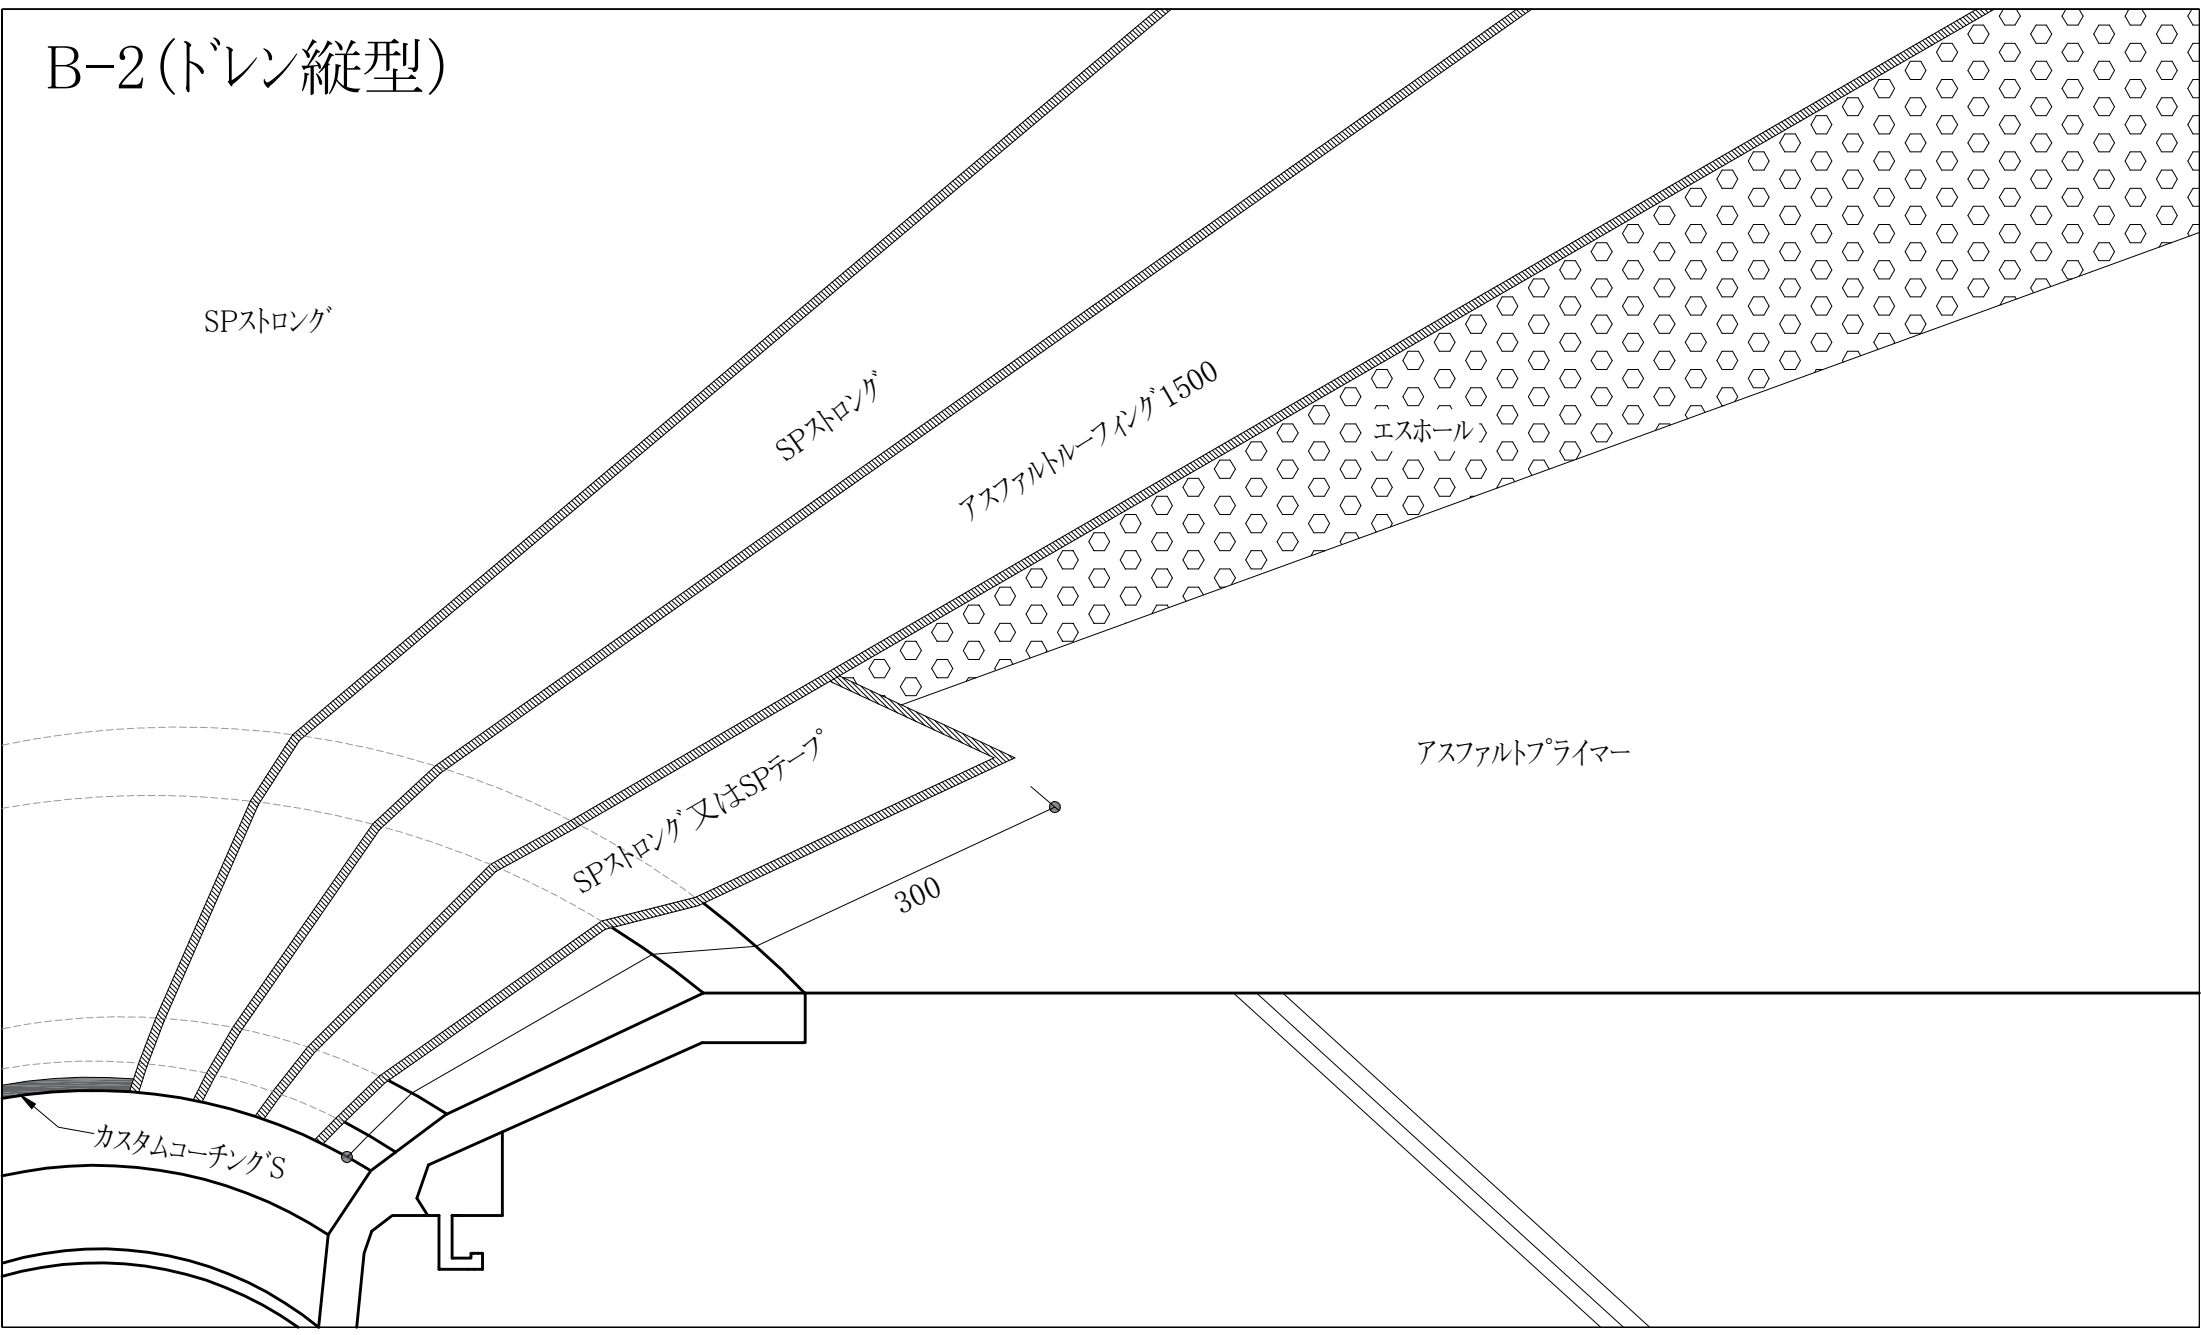 B-2(ドレン縦型)
SPストロング
SPストロング
アスファルトルーフィング1500
エスホール
アスファルトプライマー
SPストロング又はSPテープ
300
カスタムコーチングS